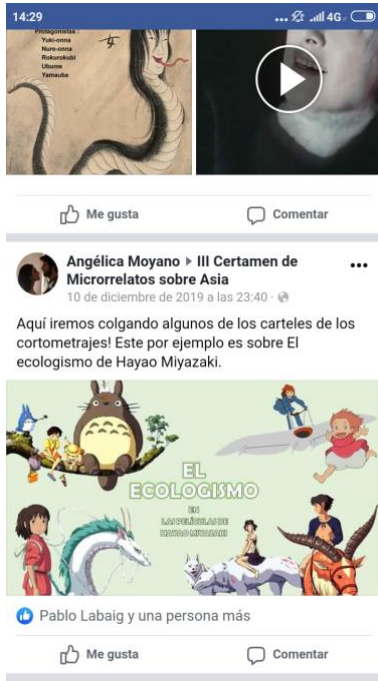 14:29
4G
Protagonistas :
Yuki-onna
Nure-onna
Rokurokubi
Ubume
Yamauba
女
Me gusta
Comentar
Angélica Moyano ▸ III Certamen de
Microrrelatos sobre Asia
10 de diciembre de 2019 a las 23:40 ·
Aquí iremos colgando algunos de los carteles de los
cortometrajes! Este por ejemplo es sobre El
ecologismo de Hayao Miyazaki.
EL
ECOLOGISMO
EN
LAS PELÍCULAS DE
HAYAO MIYAZAKI
Pablo Labaig y una persona más
Me gusta
Comentar